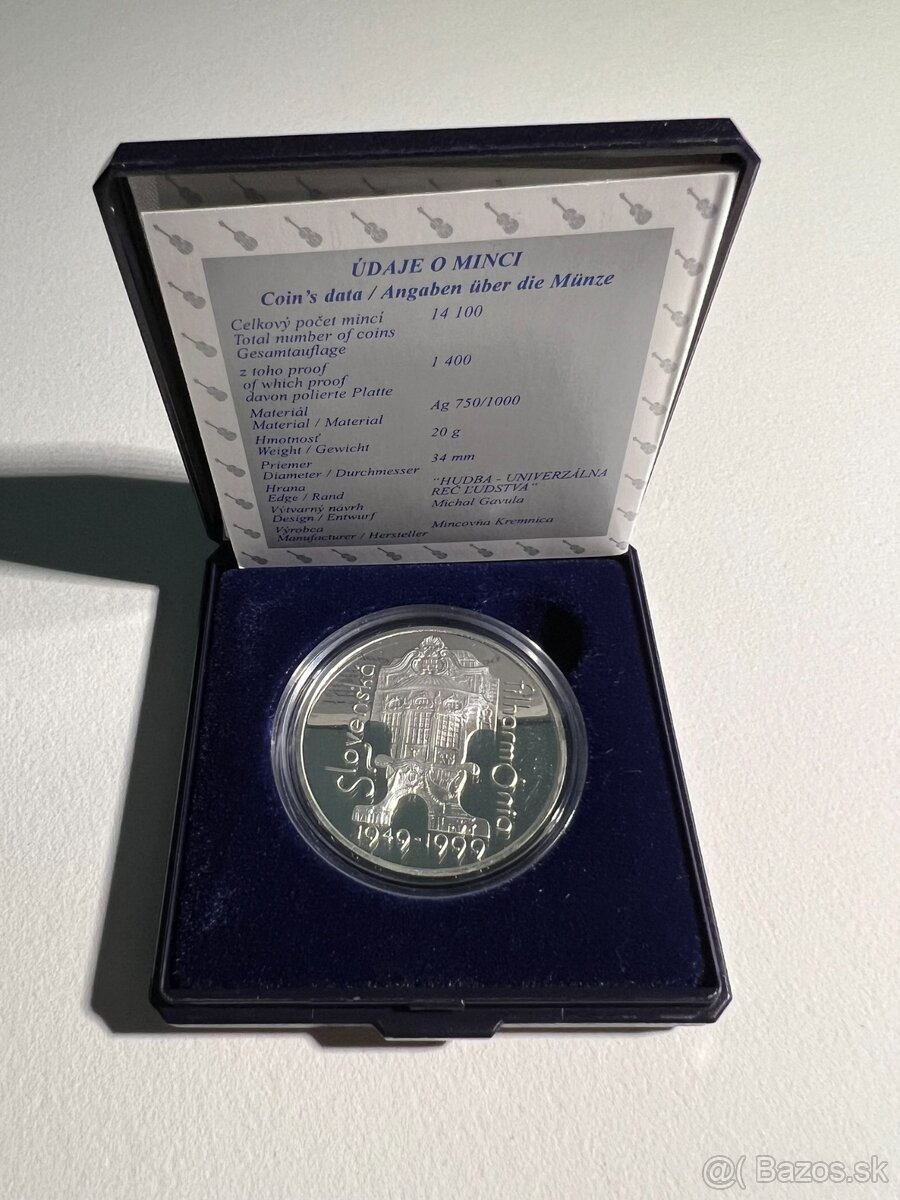 ÚDAJE O MINCI
Coin's data / Angaben über die Münze
Celkový počet mincí 14 100
Total number of coins
Gesamtauflage
z toho proof 1 400
of which proof
davon polierte Platte
Materiál Ag 750/1000
Material / Material
Hmotnosť 20 g
Weight / Gewicht
Priemer 34 mm
Diameter / Durchmesser
Hrana "HUDBA - UNIVERZÁLNA
Edge / Rand REČ ĽUDSTVA"
Výtvarný návrh Michal Gavula
Design / Entwurf
Výrobca Mincovňa Kremnica
Manufacturer / Hersteller
Slovenská
filharmÓnia
1949-1999
@( Bazos.sk